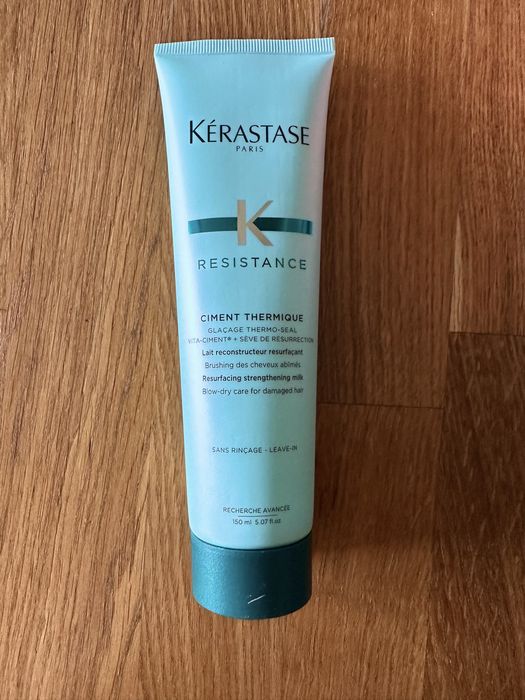 KÉRASTASE
PARIS
K
RESISTANCE
CIMENT THERMIQUE
GLAÇAGE THERMO-SEAL
VITA-CIMENT® + SÈVE DE RÉSURRECTION
Lait reconstructeur resurfaçant
Brushing des cheveux abîmés
Resurfacing strengthening milk
Blow-dry care for damaged hair
SANS RINÇAGE - LEAVE-IN
RECHERCHE AVANCÉE
150 ml 5.07 fl.oz